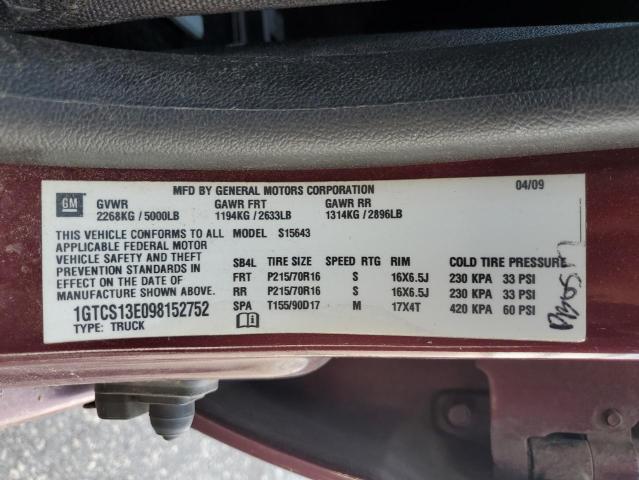 MFD BY GENERAL MOTORS CORPORATION 04/09
GM GVWR GAWR FRT GAWR RR
2268KG / 5000LB 1194KG / 2633LB 1314KG / 2896LB
THIS VEHICLE CONFORMS TO ALL MODEL S15643
APPLICABLE FEDERAL MOTOR
VEHICLE SAFETY AND THEFT
PREVENTION STANDARDS IN
EFFECT ON THE DATE OF
MANUFACTURE SHOWN ABOVE.
1GTCS13E098152752
TYPE: TRUCK
SB4L TIRE SIZE SPEED RTG RIM COLD TIRE PRESSURE
FRT P215/70R16 S 16X6.5J 230 KPA 33 PSI
RR P215/70R16 S 16X6.5J 230 KPA 33 PSI
SPA T155/90D17 M 17X4T 420 KPA 60 PSI